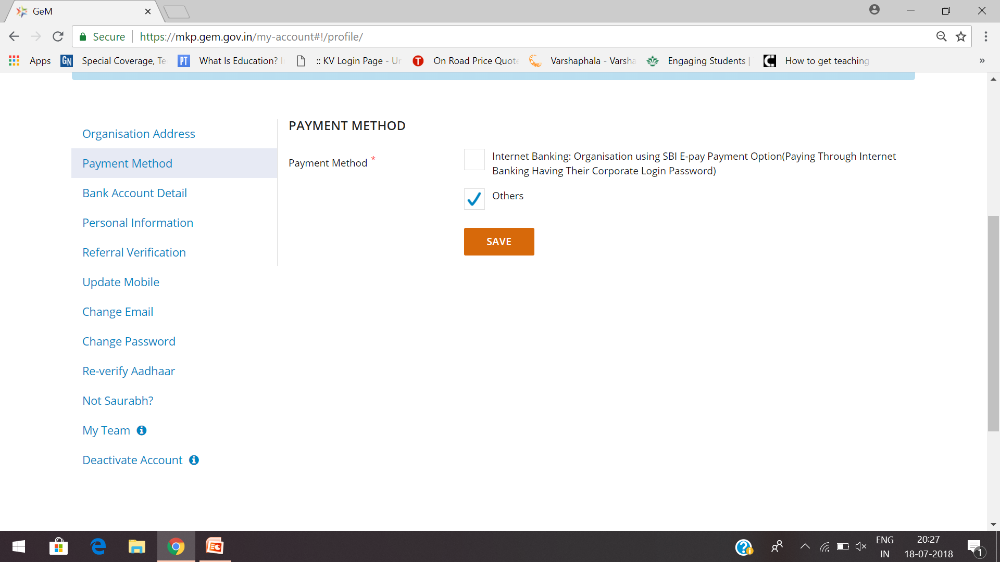 GeM
Secure https://mkp.gem.gov.in/my-account#!/profile/
Apps GN Special Coverage, Te PT What Is Education? :: KV Login Page - Un T On Road Price Quote Varshaphala - Varsha Engaging Students | How to get teaching »
PAYMENT METHOD
Organisation Address
Payment Method
Bank Account Detail
Personal Information
Referral Verification
Update Mobile
Change Email
Change Password
Re-verify Aadhaar
Not Saurabh?
My Team
Deactivate Account
Payment Method *
Internet Banking: Organisation using SBI E-pay Payment Option(Paying Through Internet
Banking Having Their Corporate Login Password)
Others
SAVE
ENG
IN
20:27
18-07-2018
1